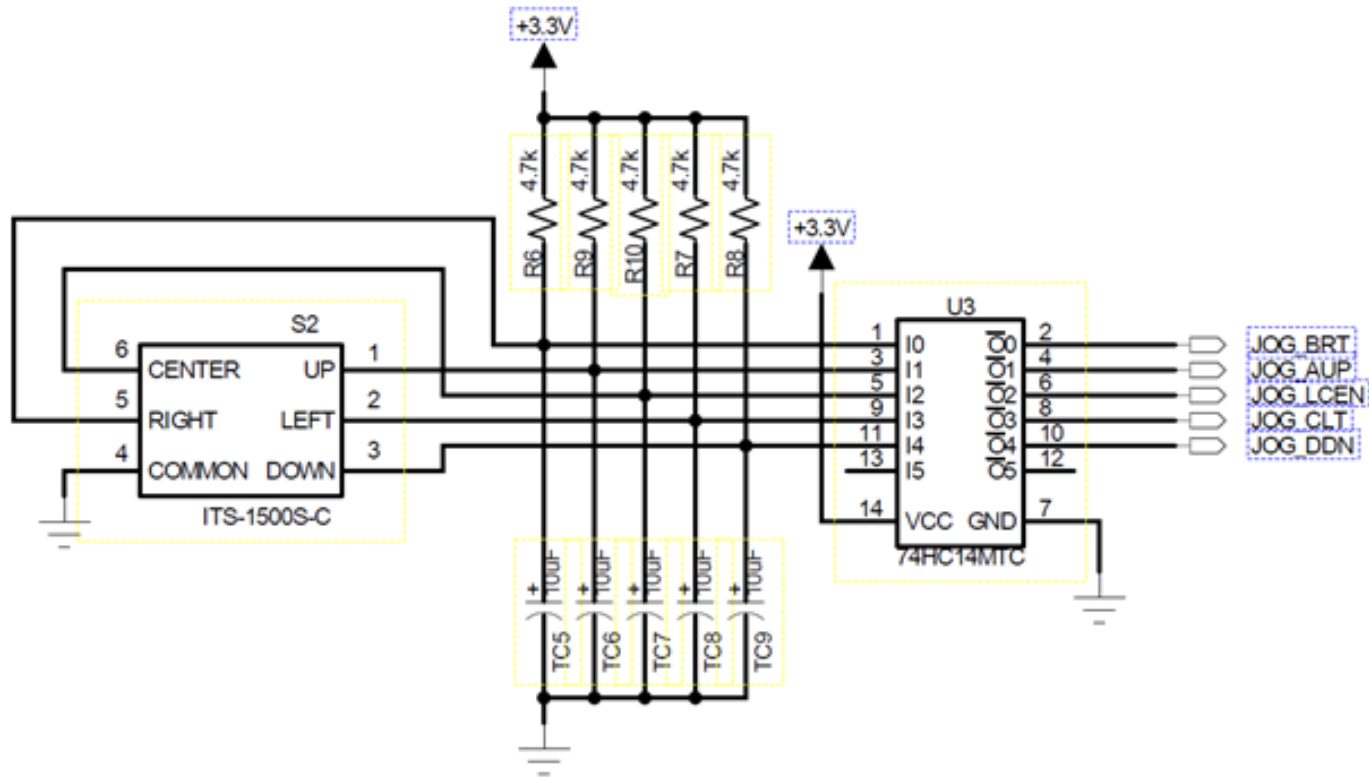 +3.3V
4.7k
4.7k
4.7k
4.7k
4.7k
R6
R9
R10
R7
R8
+3.3V
S2
6 CENTER UP 1
5 RIGHT LEFT 2
4 COMMON DOWN 3
ITS-1500S-C
U3
1 I0 O0 2 JOG_BRT
3 I1 O1 4 JOG_AUP
5 I2 O2 6 JOG_LCEN
9 I3 O3 8 JOG_CLT
11 I4 O4 10 JOG_DDN
13 I5 O5 12
14 VCC GND 7
74HC14MTC
+ 10uF
+ 10uF
+ 10uF
+ 10uF
+ 10uF
TC5
TC6
TC7
TC8
TC9